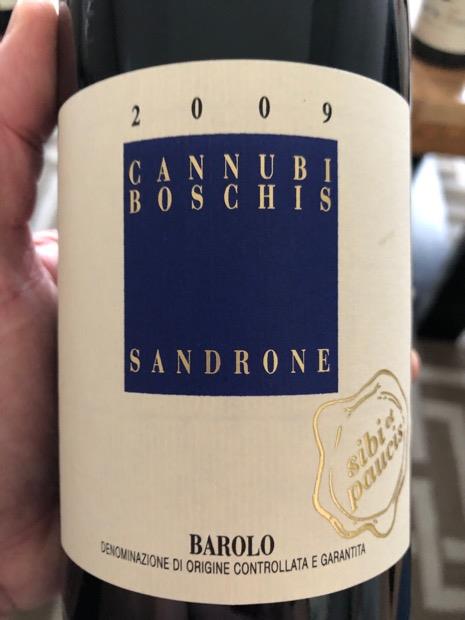 2009
CANNUBI
BOSCHIS
SANDRONE
sibi et
paucis
BAROLO
DENOMINAZIONE DI ORIGINE CONTROLLATA E GARANTITA